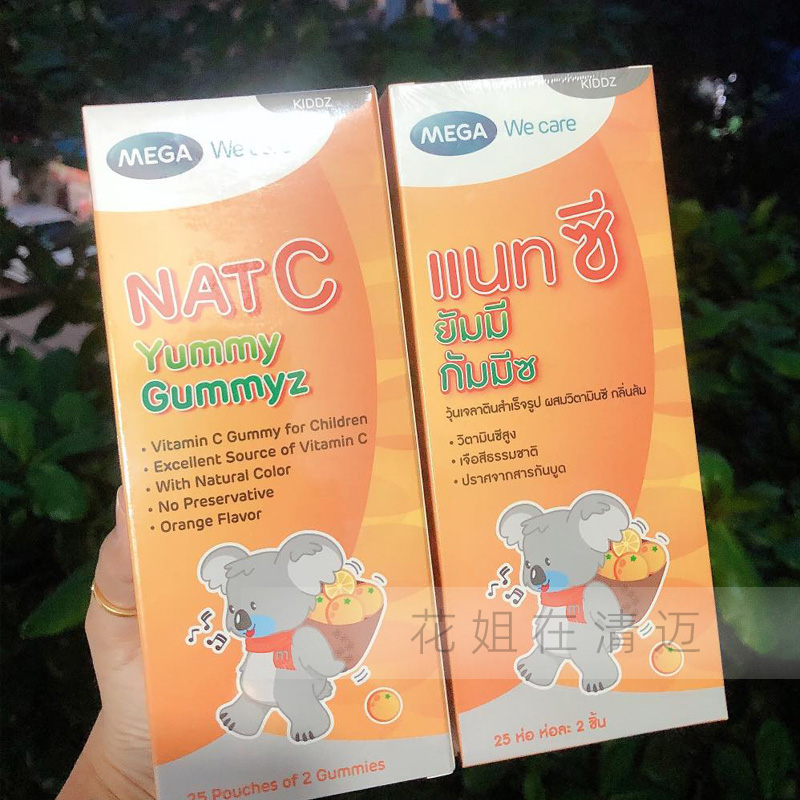 KIDDZ
MEGA We care
NAT C
Yummy
Gummyz
• Vitamin C Gummy for Children
• Excellent Source of Vitamin C
• With Natural Color
• No Preservative
• Orange Flavor
25 Pouches of 2 Gummies
KIDDZ
MEGA We care
แนท ซี
ยัมมี
กัมมีซ
วุ้นเจลาตินสำเร็จรูป ผสมวิตามินซี กลิ่นส้ม
• วิตามินซีสูง
• เจือสีธรรมชาติ
• ปราศจากสารกันบูด
25 ห่อ ห่อละ 2 ชิ้น
花姐在清迈